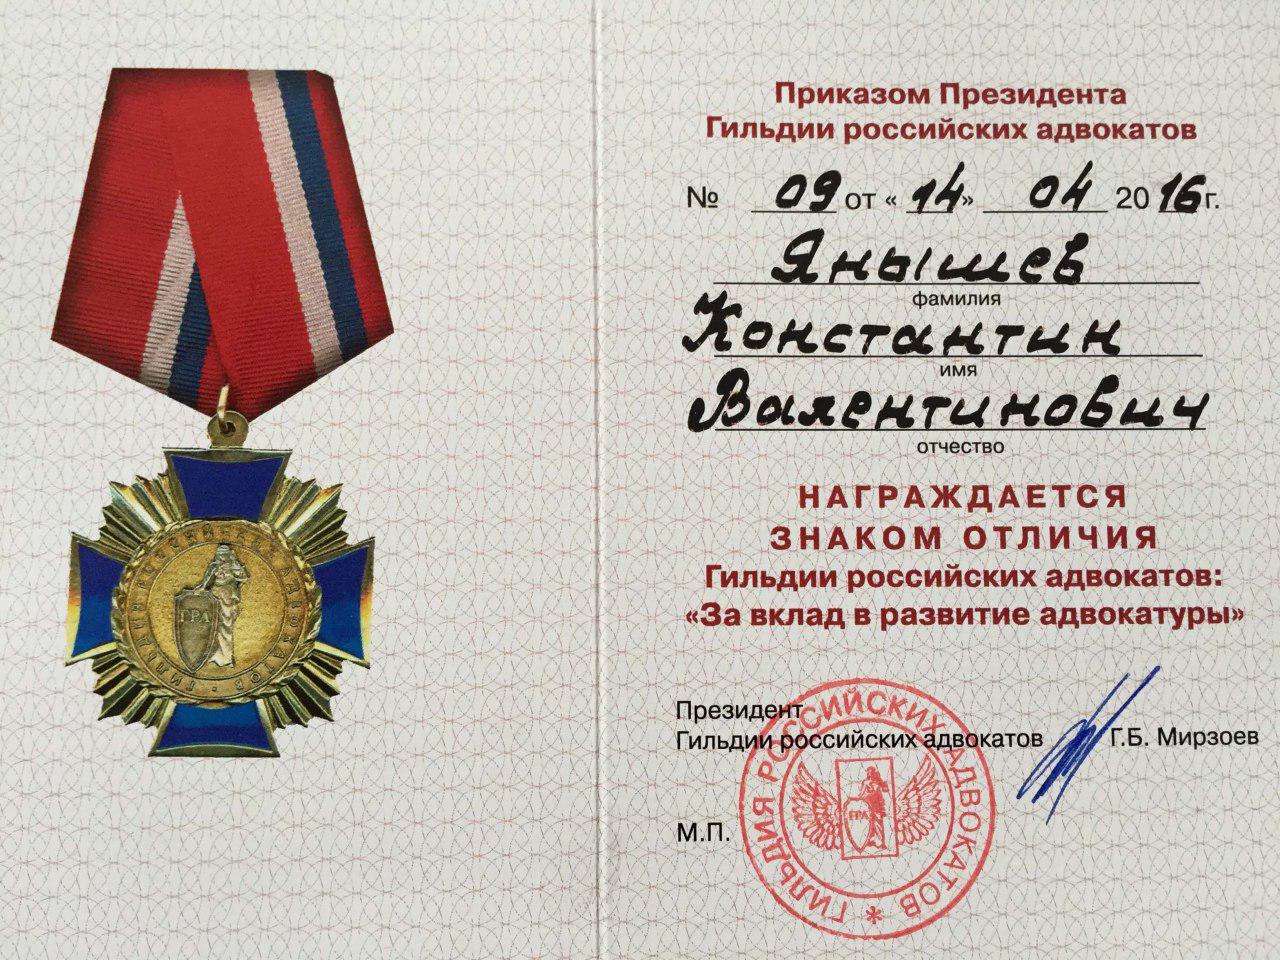 Приказом Президента
Гильдии российских адвокатов
№ 09 от « 14 » 04 2016 г.
Янышев
фамилия
Константин
имя
Валентинович
отчество
НАГРАЖДАЕТСЯ
ЗНАКОМ ОТЛИЧИЯ
Гильдии российских адвокатов:
«За вклад в развитие адвокатуры»
Президент
Гильдии российских адвокатов Г.Б. Мирзоев
М.П.
ГИЛЬДИЯ РОССИЙСКИХ АДВОКАТОВ *
ГРА
ГИЛЬДИЯ РОССИЙСКИХ АДВОКАТОВ
ГРА